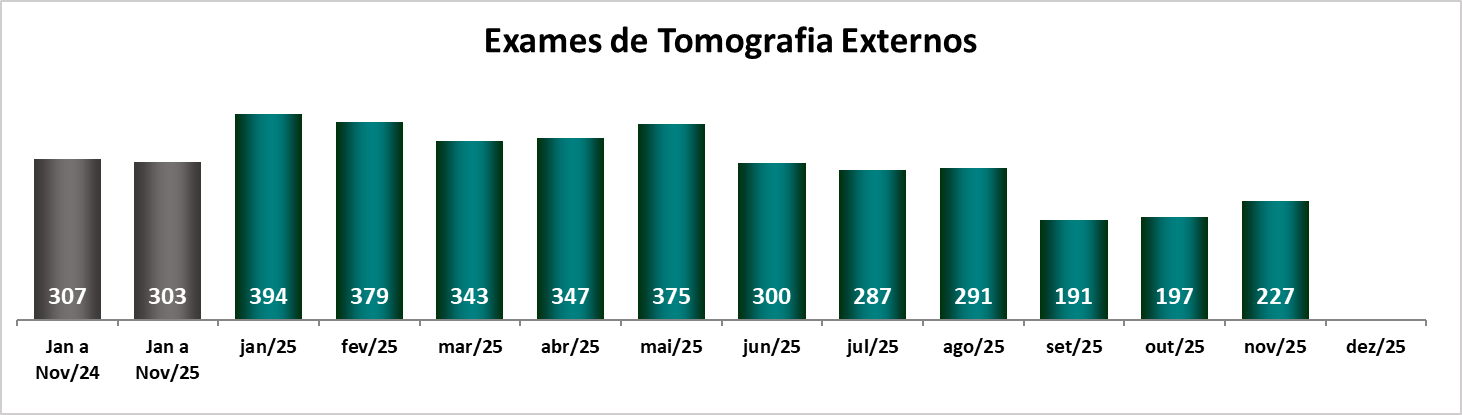 Exames de Tomografia Externos
307 303 394 379 343 347 375 300 287 291 191 197 227
Jan a Jan a jan/25 fev/25 mar/25 abr/25 mai/25 jun/25 jul/25 ago/25 set/25 out/25 nov/25 dez/25
Nov/24 Nov/25